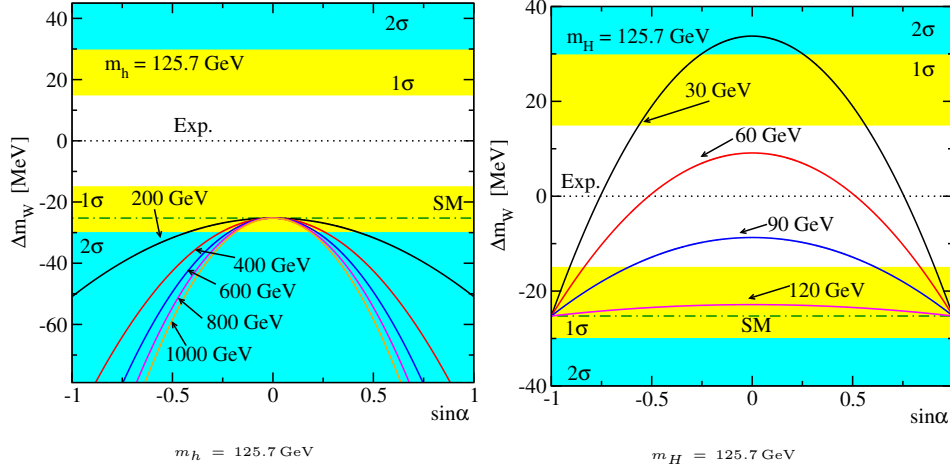 40
20
0
-20
-40
-60
Δm_W [MeV]
2σ
m_h = 125.7 GeV
1σ
Exp.
1σ
200 GeV
SM
2σ
400 GeV
600 GeV
800 GeV
1000 GeV
-1
-0.5
0
0.5
1
sinα
m_h = 125.7 GeV
40
20
0
-20
-40
Δm_W [MeV]
m_H = 125.7 GeV
2σ
1σ
30 GeV
60 GeV
Exp.
90 GeV
120 GeV
1σ
SM
2σ
-1
-0.5
0
0.5
1
sinα
m_H = 125.7 GeV